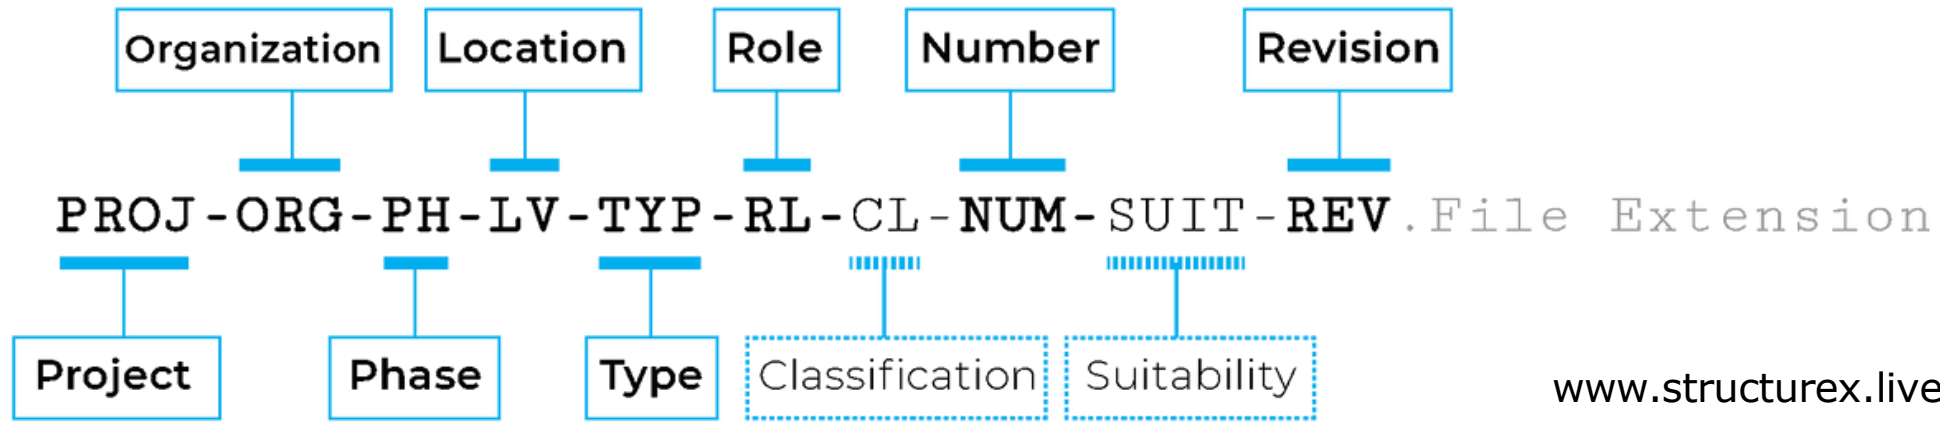 Organization Location Role Number Revision
PROJ-ORG-PH-LV-TYP-RL-CL-NUM-SUIT-REV.File Extension
Project Phase Type Classification Suitability
www.structurex.live